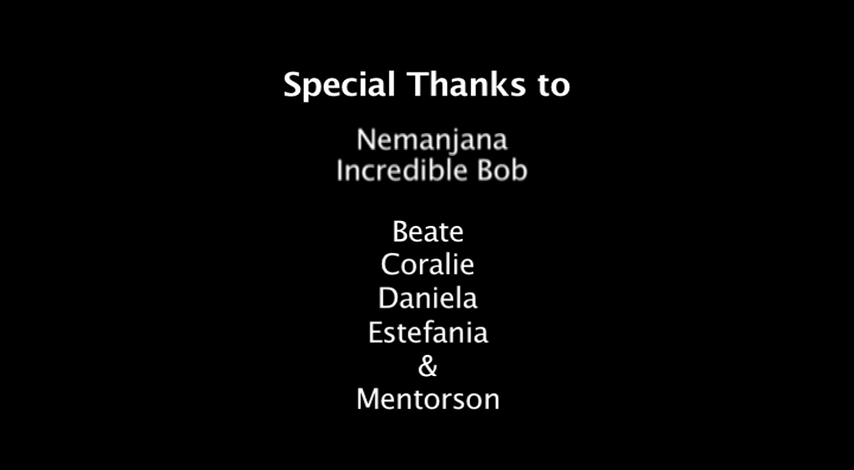 Special Thanks to
Nemanjana
Incredible Bob
Beate
Coralie
Daniela
Estefania
&
Mentorson